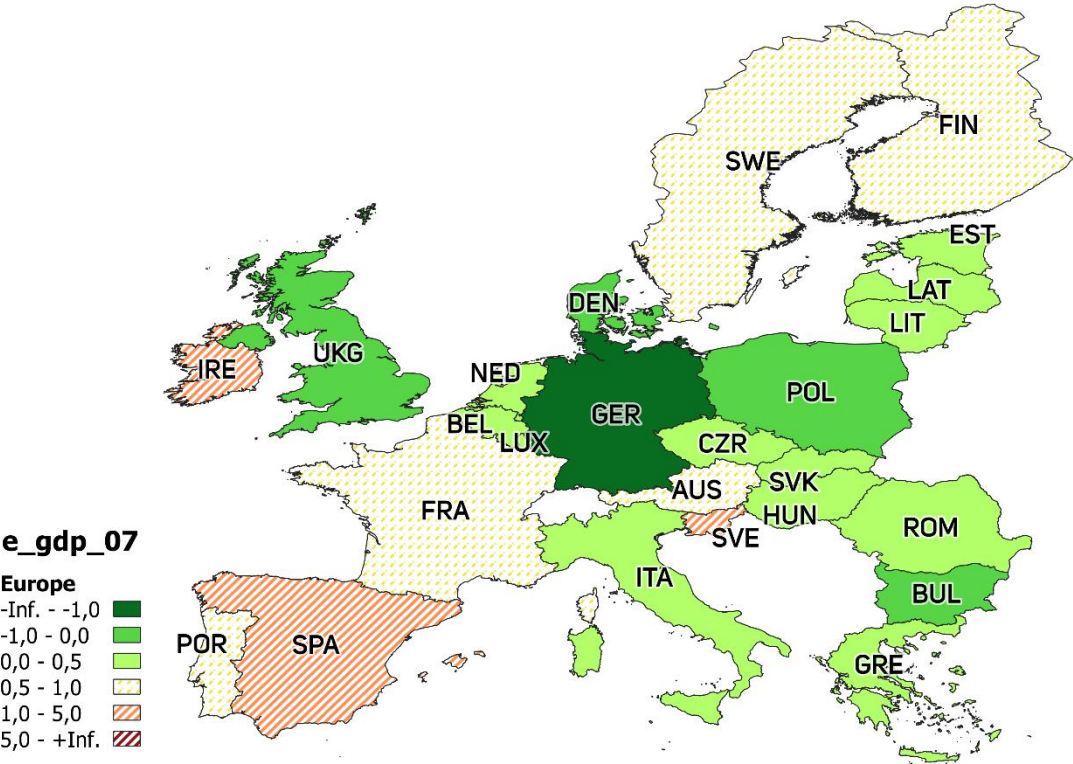 FIN
SWE
EST
LAT
DEN
LIT
UKG
IRE
NED
POL
GER
BEL
LUX
CZR
SVK
AUS
FRA
HUN
ROM
SVE
ITA
BUL
POR
SPA
GRE
e_gdp_07
Europe
-Inf. - -1,0
-1,0 - 0,0
0,0 - 0,5
0,5 - 1,0
1,0 - 5,0
5,0 - +Inf.